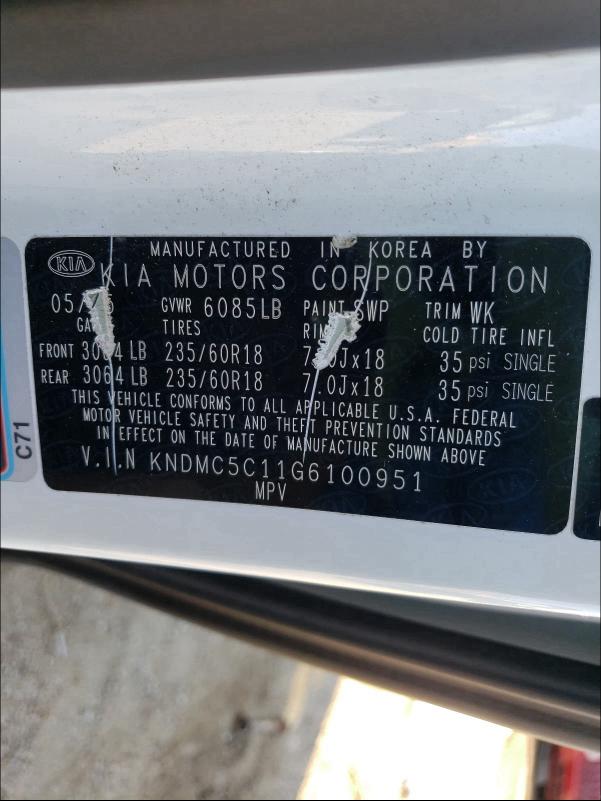 MANUFACTURED IN KOREA BY
KIA KIA MOTORS CORPORATION
GVWR 6085LB PAINT TRIM WK
TIRES COLD TIRE INFL
FRONT LB 235/60R18 35 psi SINGLE
REAR 3064 LB 235/60R18 7.0Jx18 35 psi SINGLE
THIS VEHICLE CONFORMS TO ALL APPLICABLE U.S.A. FEDERAL
MOTOR VEHICLE SAFETY AND THEFT PREVENTION STANDARDS
IN EFFECT ON THE DATE OF MANUFACTURE SHOWN ABOVE
V.I.N KNDMC5C11G6100951
MPV
C71